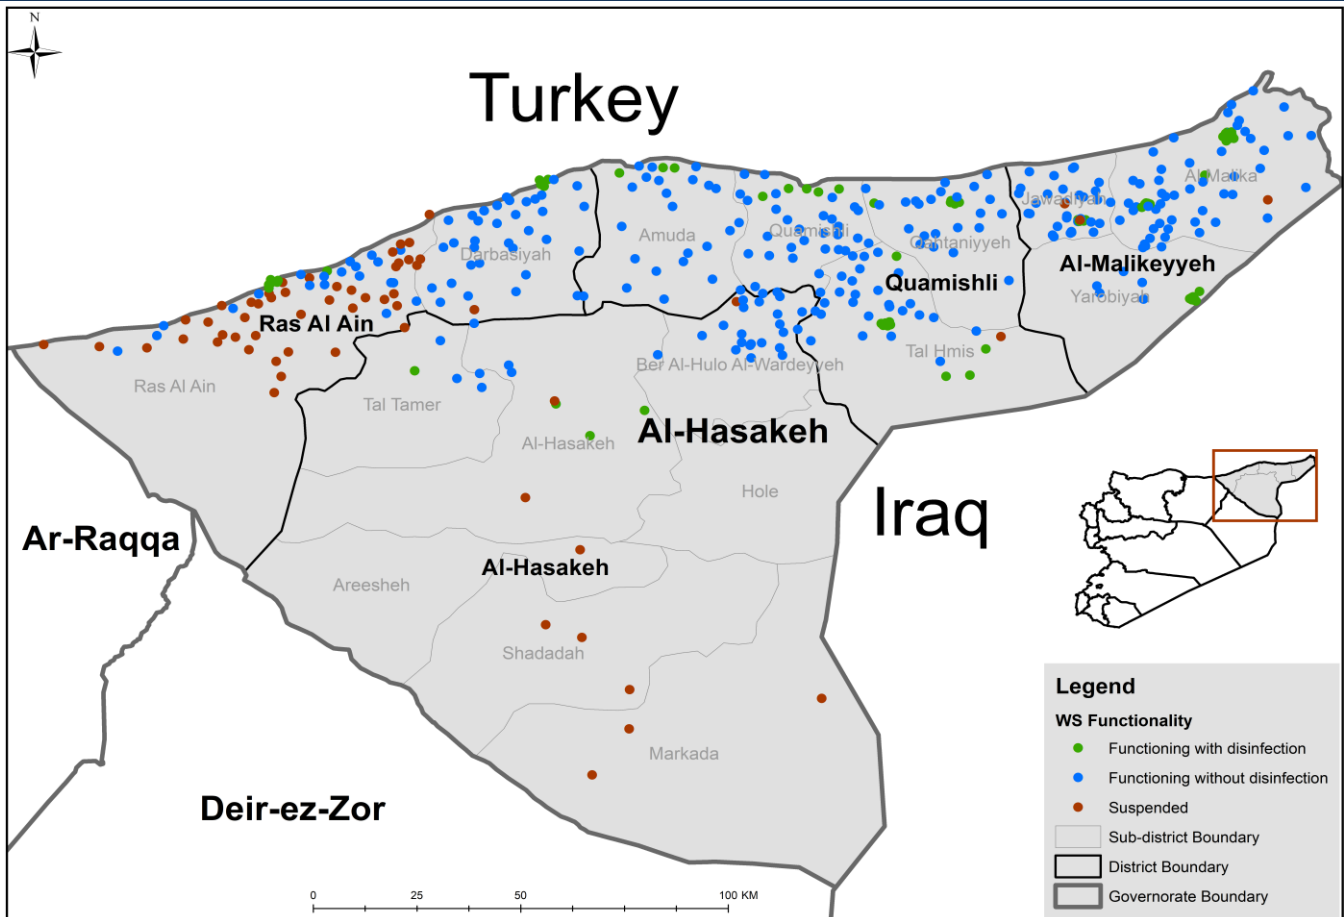 N
Turkey
Al-Malika
Jawadiyah
Quamishli
Amuda
Qahtaniyyeh
Darbasiyah
Al-Malikeyyeh
Quamishli
Yarobiyah
Ras Al Ain
Tal Hmis
Ber Al-Hulo Al-Wardeyyeh
Ras Al Ain
Tal Tamer
Al-Hasakeh
Al-Hasakeh
Hole
Iraq
Ar-Raqqa
Al-Hasakeh
Areesheh
Shadadah
Markada
Deir-ez-Zor
Legend
WS Functionality
Functioning with disinfection
Functioning without disinfection
Suspended
Sub-district Boundary
District Boundary
Governorate Boundary
0 25 50 100 KM